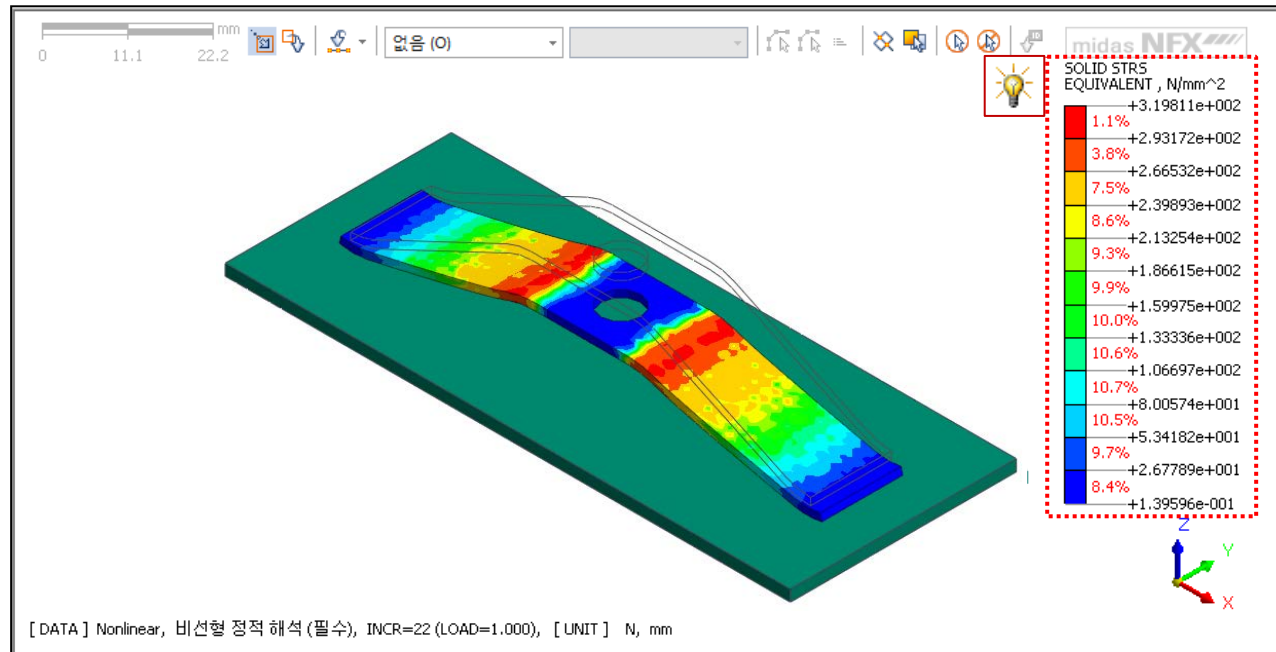 mm
0 11.1 22.2
없음 (O)
midas NFX
SOLID STRS
EQUIVALENT , N/mm^2
+3.19811e+002
1.1%
+2.93172e+002
3.8%
+2.66532e+002
7.5%
+2.39893e+002
8.6%
+2.13254e+002
9.3%
+1.86615e+002
9.9%
+1.59975e+002
10.0%
+1.33336e+002
10.6%
+1.06697e+002
10.7%
+8.00574e+001
10.5%
+5.34182e+001
9.7%
+2.67789e+001
8.4%
+1.39596e-001
Z
Y
X
[ DATA ] Nonlinear, 비선형 정적 해석 (필수), INCR=22 (LOAD=1.000), [ UNIT ] N, mm